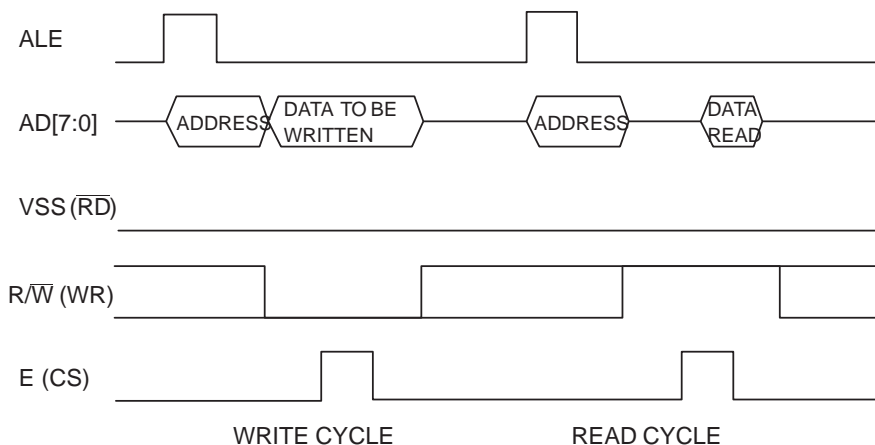 ALE
AD[7:0]
ADDRESS
DATA TO BE
WRITTEN
ADDRESS
DATA
READ
VSS (R̅D̅)
R/W̅ (WR)
E (CS)
WRITE CYCLE
READ CYCLE